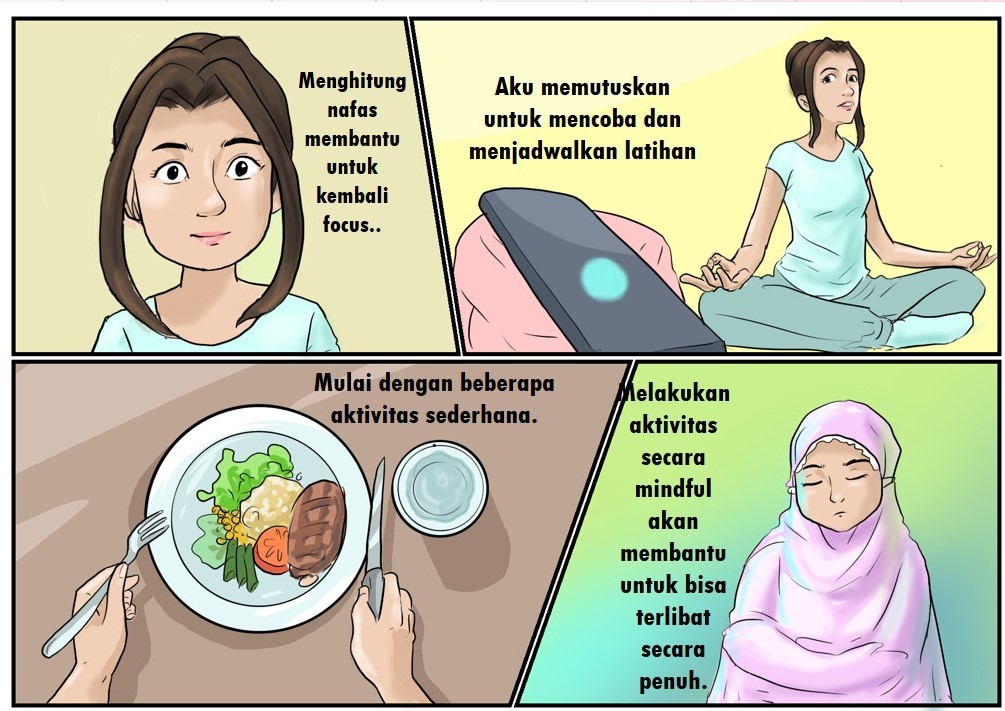 Menghitung
nafas
membantu
untuk
kembali
focus..
Aku memutuskan
untuk mencoba dan
menjadwalkan latihan
Mulai dengan beberapa
aktivitas sederhana.
Melakukan
aktivitas
secara
mindful
akan
membantu
untuk bisa
terlibat
secara
penuh.